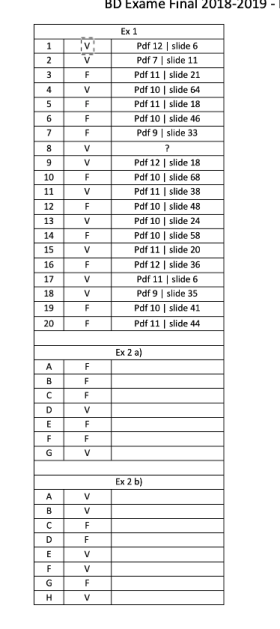 BD Exame Final 2018-2019 -
Ex 1
1 V Pdf 12 | slide 6
2 V Pdf 7 | slide 11
3 F Pdf 11 | slide 21
4 V Pdf 10 | slide 64
5 F Pdf 11 | slide 18
6 F Pdf 10 | slide 46
7 F Pdf 9 | slide 33
8 V ?
9 V Pdf 12 | slide 18
10 F Pdf 10 | slide 68
11 V Pdf 11 | slide 38
12 F Pdf 10 | slide 48
13 V Pdf 10 | slide 24
14 F Pdf 10 | slide 58
15 V Pdf 11 | slide 20
16 F Pdf 12 | slide 36
17 V Pdf 11 | slide 6
18 V Pdf 9 | slide 35
19 F Pdf 10 | slide 41
20 F Pdf 11 | slide 44
Ex 2 a)
A F
B F
C F
D V
E F
F F
G V
Ex 2 b)
A V
B V
C F
D F
E V
F V
G F
H V